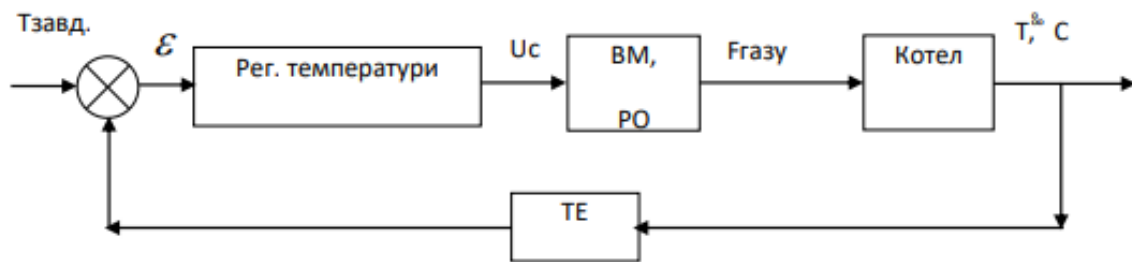 Тзавд.
ε
Рег. температури
Uc
ВМ,
РО
Fгазу
Котел
Т, С
ТЕ